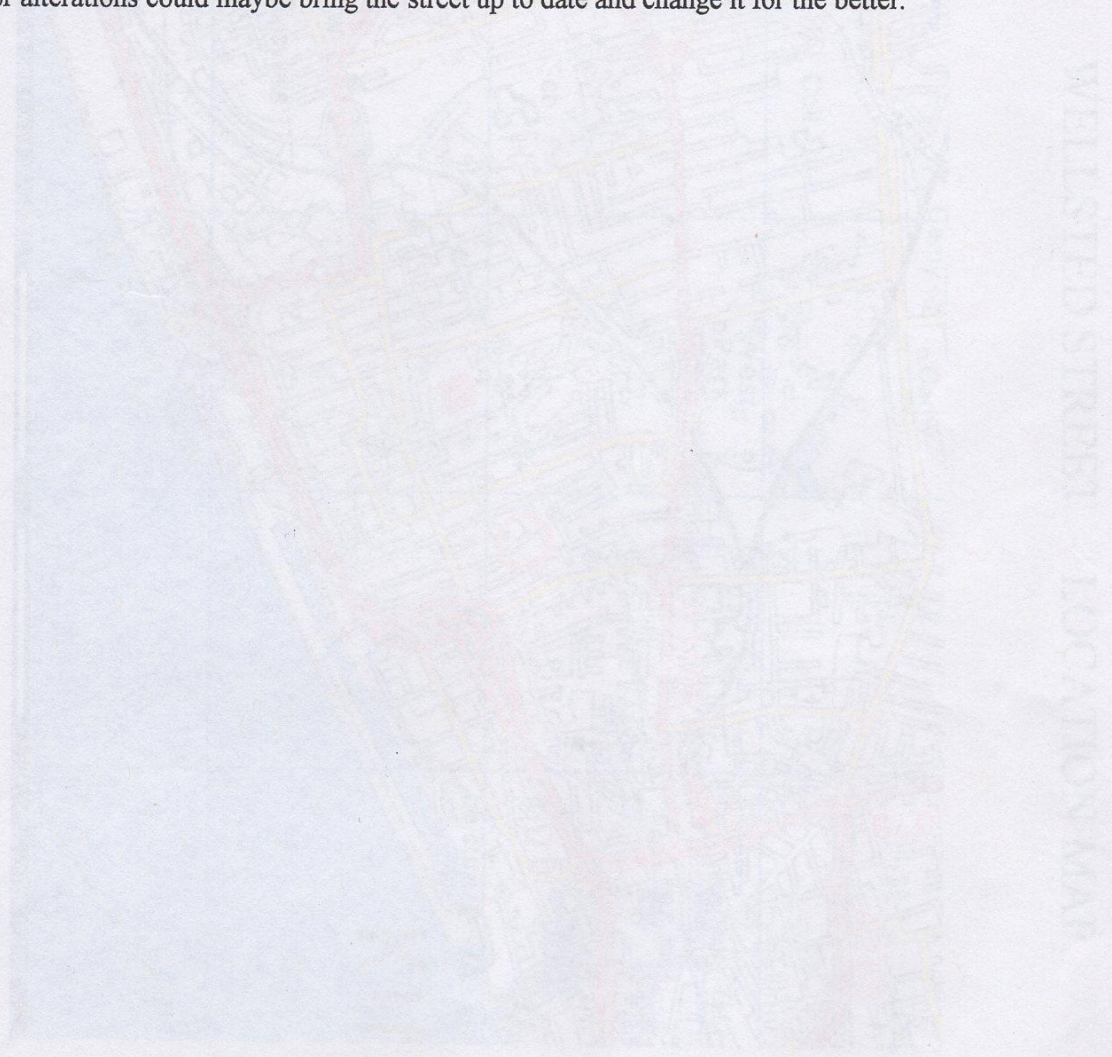 or alterations could maybe bring the street up to date and change it for the better.
WELLSTED STREET LOCATION MAP